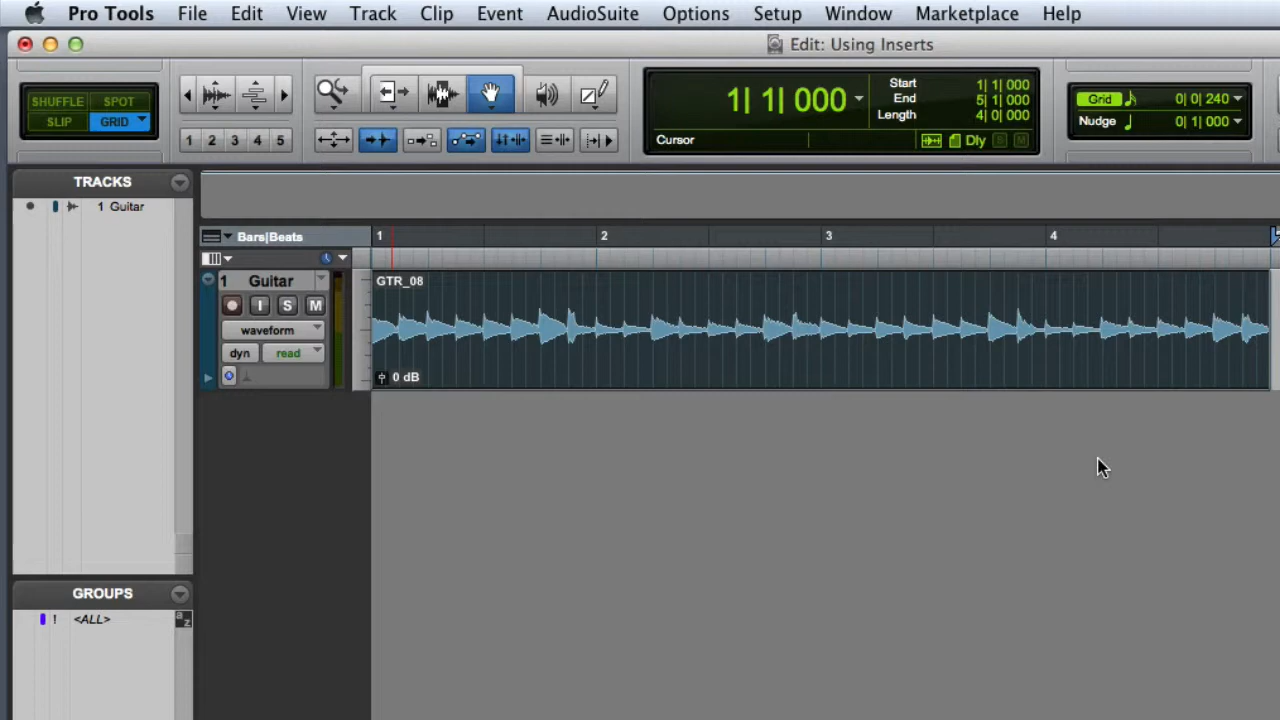 Pro Tools File Edit View Track Clip Event AudioSuite Options Setup Window Marketplace Help
Edit: Using Inserts
SHUFFLE SPOT
SLIP GRID
1 2 3 4 5
1| 1| 000
Start 1| 1| 000
End 5| 1| 000
Length 4| 0| 000
Cursor
Dly
Grid 0| 0| 240
Nudge 0| 1| 000
TRACKS
1 Guitar
Bars|Beats
1 2 3 4
1 Guitar
I S M
waveform
dyn read
GTR_08
0 dB
GROUPS
1 <ALL>
a
z